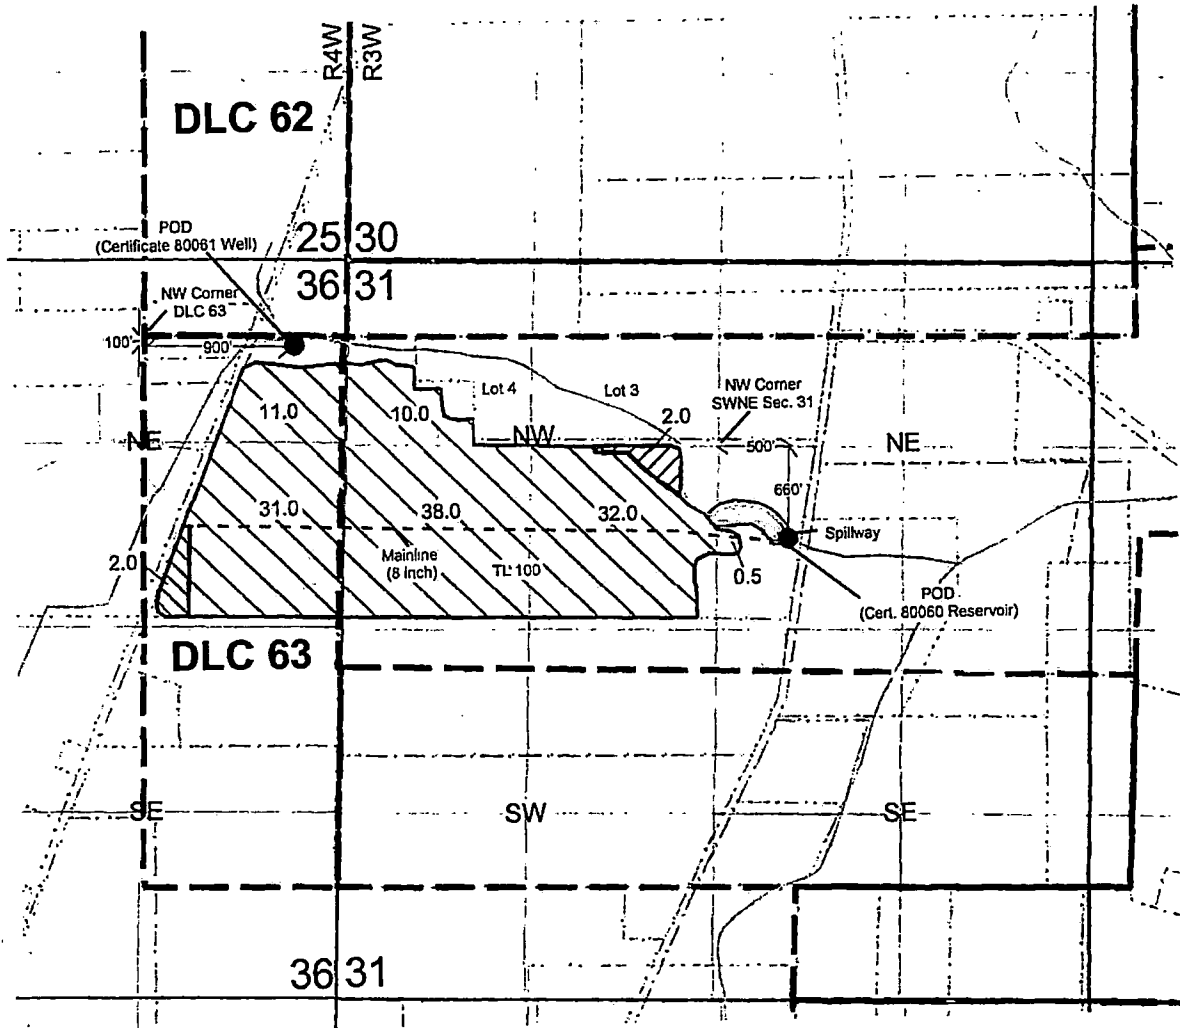 R4W
R3W
DLC 62
POD
(Certificate 80061 Well)
25 30
36 31
NW Corner
DLC 63
100'
900'
Lot 4
Lot 3
NW Corner
SWNE Sec. 31
11.0
10.0
2.0
NE
NW
500'
NE
660'
31.0
38.0
32.0
Spillway
Mainline
(8 inch)
TL 100
2.0
0.5
POD
(Cert. 80060 Reservoir)
DLC 63
SE
SW
SE
36 31